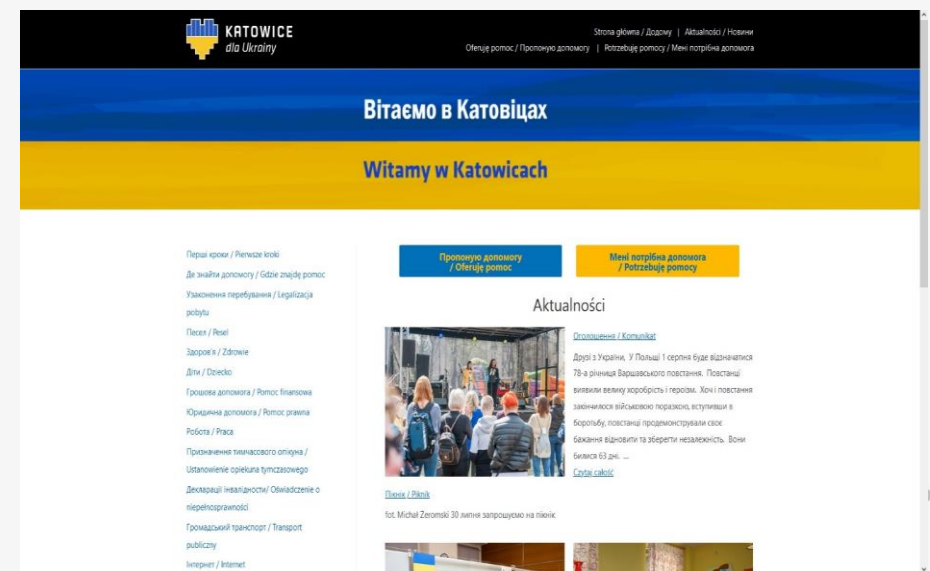 KATOWICE
dla Ukrainy
Strona główna / Додому | Aktualności / Новини
Oferuję pomoc / Пропоную допомогу | Potrzebuję pomocy / Мені потрібна допомога
Вітаємо в Катовіцах
Witamy w Katowicach
Перші кроки / Pierwsze kroki
Де знайти допомогу / Gdzie znajdę pomoc
Узаконення перебування / Legalizacja
pobytu
Песел / Pesel
Здоров'я / Zdrowie
Діти / Dziecko
Грошова допомога / Pomoc finansowa
Юридична допомога / Pomoc prawna
Робота / Praca
Призначення тимчасового опікуна /
Ustanowienie opiekuna tymczasowego
Декларації інвалідності/ Oświadczenie o
niepełnosprawności
Громадський транспорт / Transport
publiczny
Інтернет / Internet
Пропоную допомогу
/ Oferuję pomoc
Мені потрібна допомога
/ Potrzebuję pomocy
Aktualności
Оголошення / Komunikat
Друзі з України, У Польщі 1 серпня буде відзначатися
78-а річниця Варшавського повстання. Повстанці
виявили велику хоробрість і героїзм. Хоч і повстання
закінчилося військовою поразкою, вступивши в
боротьбу, повстанці продемонстрували своє
бажання відновити та зберегти незалежність. Вони
билися 63 дні. ...
Czytaj całość
Пікнік / Piknik
fot. Michał Żeromski 30 липня запрошуємо на пікнік